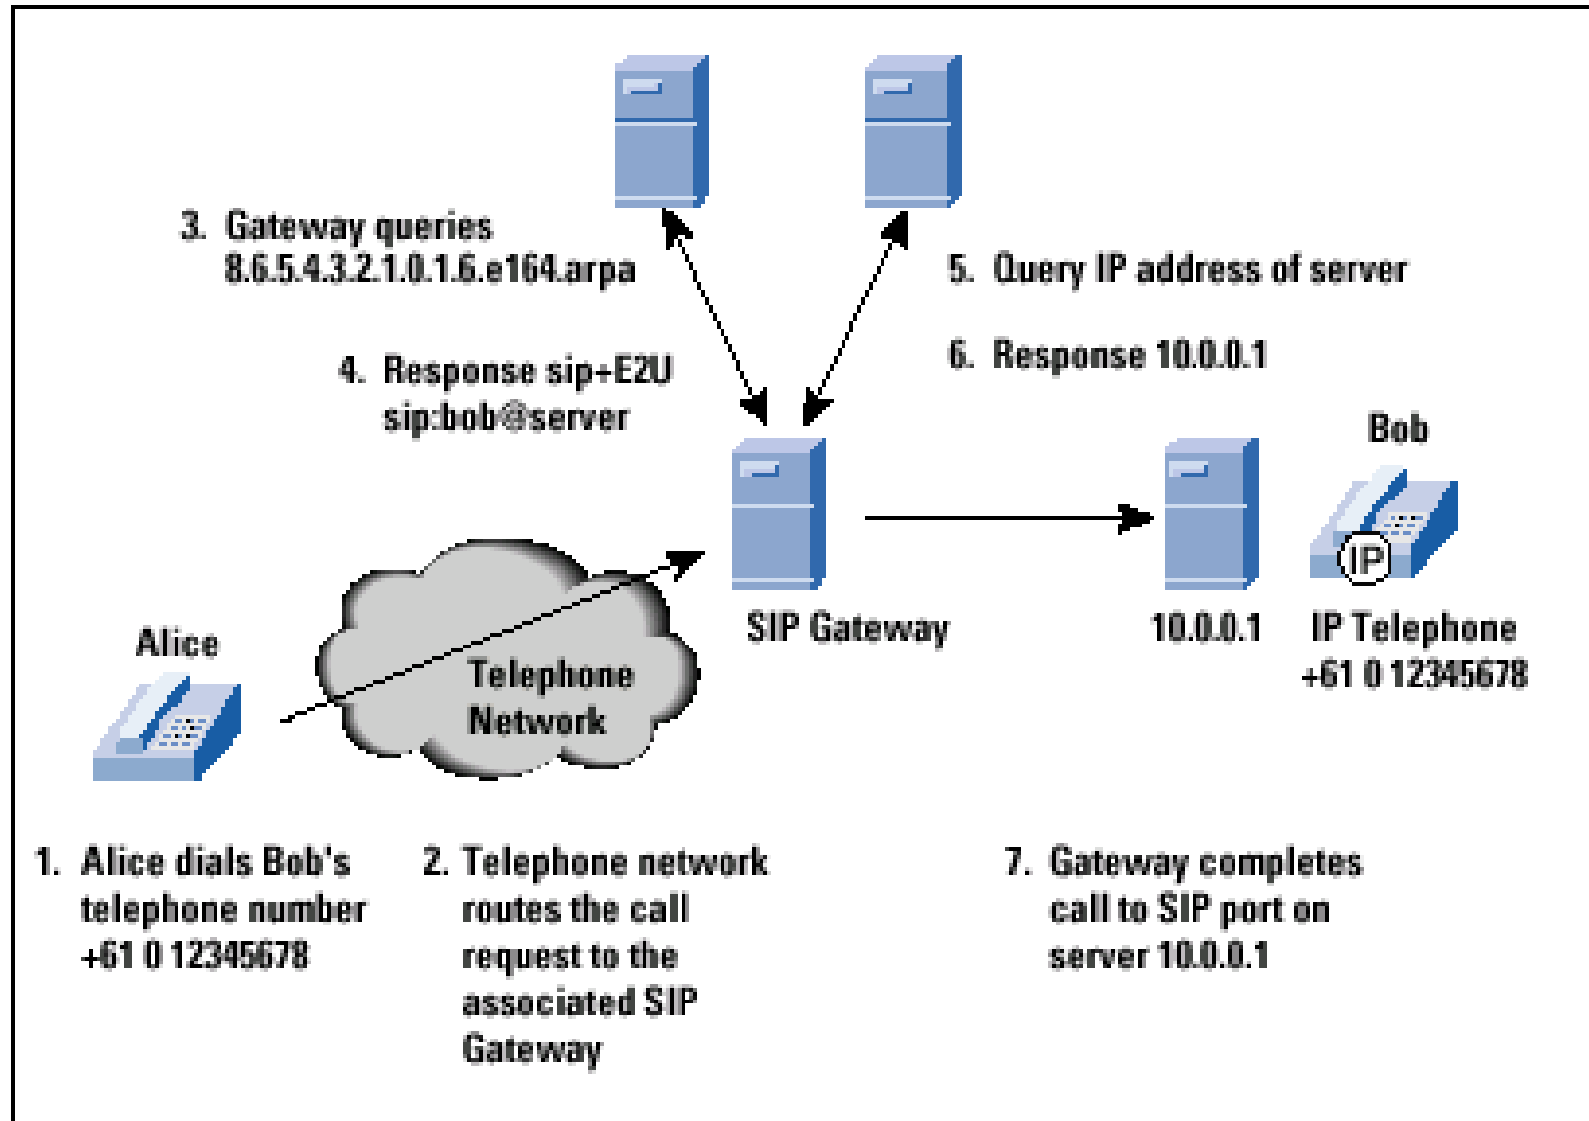 3. Gateway queries
8.6.5.4.3.2.1.0.1.6.e164.arpa
5. Query IP address of server
4. Response sip+E2U
sip:bob@server
6. Response 10.0.0.1
Bob
IP
Alice
Telephone
Network
SIP Gateway
10.0.0.1
IP Telephone
+61 0 12345678
1. Alice dials Bob's
telephone number
+61 0 12345678
2. Telephone network
routes the call
request to the
associated SIP
Gateway
7. Gateway completes
call to SIP port on
server 10.0.0.1